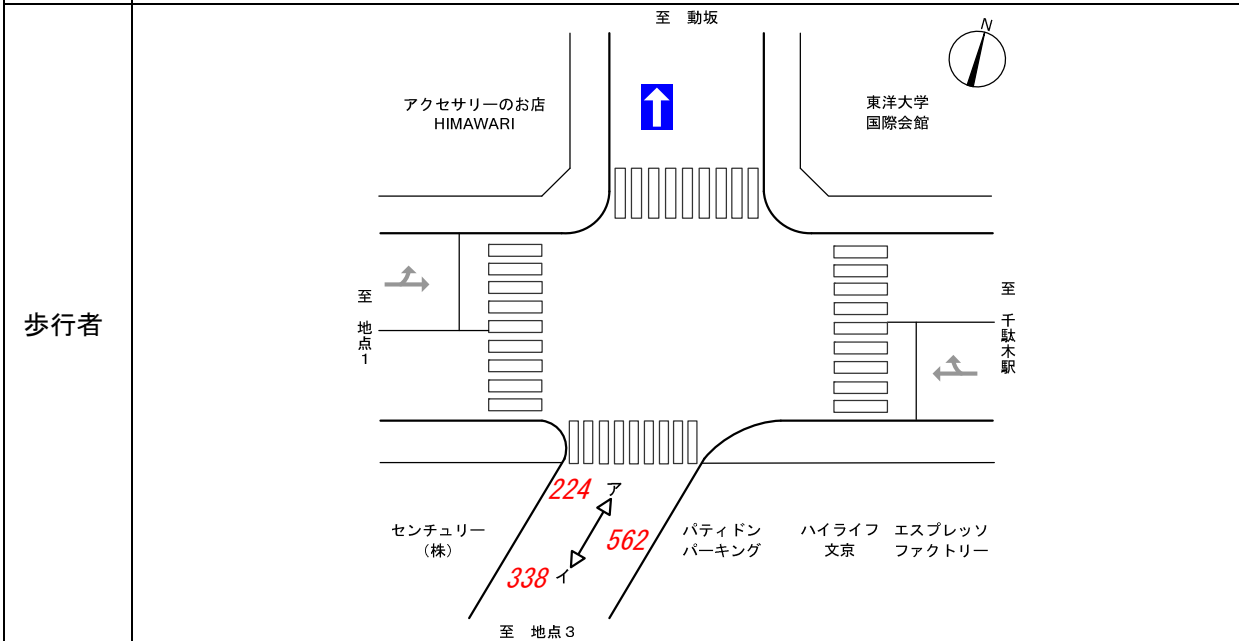 歩行者
至 動坂
N
アクセサリーのお店
HIMAWARI
東洋大学
国際会館
至 地点1
至 千駄木駅
224 ア
562
338 イ
センチュリー
(株)
パティドン
パーキング
ハイライフ
文京
エスプレッソ
ファクトリー
至 地点3